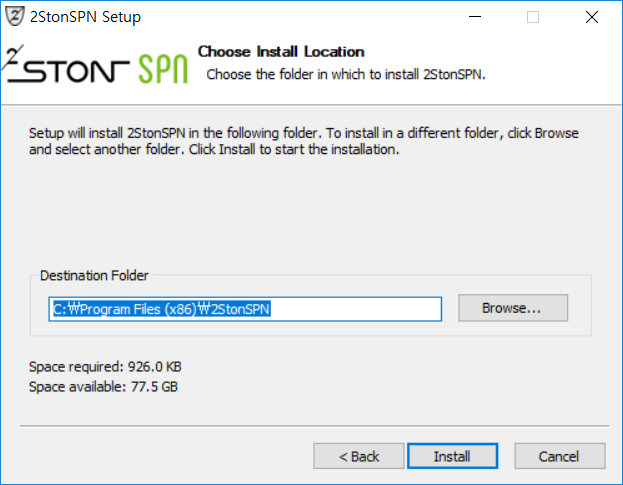 2StonSPN Setup
2STON SPN
Choose Install Location
Choose the folder in which to install 2StonSPN.
Setup will install 2StonSPN in the following folder. To install in a different folder, click Browse
and select another folder. Click Install to start the installation.
Destination Folder
C:₩Program Files (x86)₩2StonSPN
Browse...
Space required: 926.0 KB
Space available: 77.5 GB
< Back
Install
Cancel